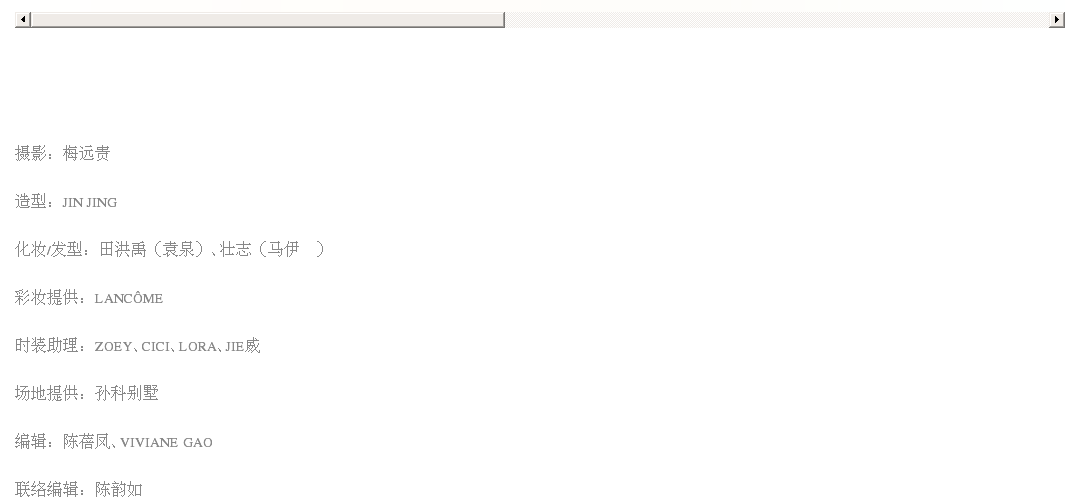 摄影：梅远贵
造型：JIN JING
化妆/发型：田洪禹（袁泉）、壮志（马伊　）
彩妆提供：LANCÔME
时装助理：ZOEY、CICI、LORA、JIE威
场地提供：孙科别墅
编辑：陈蓓凤、VIVIANE GAO
联络编辑：陈韵如